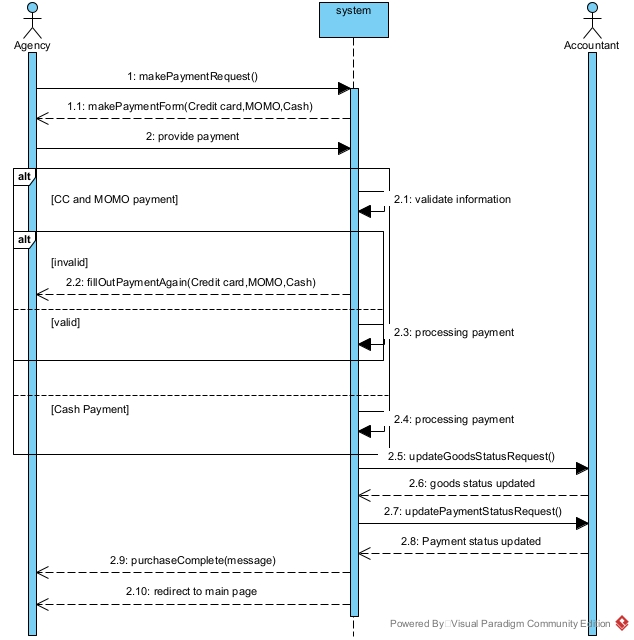 system
Agency
Accountant
1: makePaymentRequest()
1.1: makePaymentForm(Credit card,MOMO,Cash)
2: provide payment
alt
[CC and MOMO payment]
2.1: validate information
alt
[invalid]
2.2: fillOutPaymentAgain(Credit card,MOMO,Cash)
[valid]
2.3: processing payment
[Cash Payment]
2.4: processing payment
2.5: updateGoodsStatusRequest()
2.6: goods status updated
2.7: updatePaymentStatusRequest()
2.8: Payment status updated
2.9: purchaseComplete(message)
2.10: redirect to main page
Powered By Visual Paradigm Community Edition